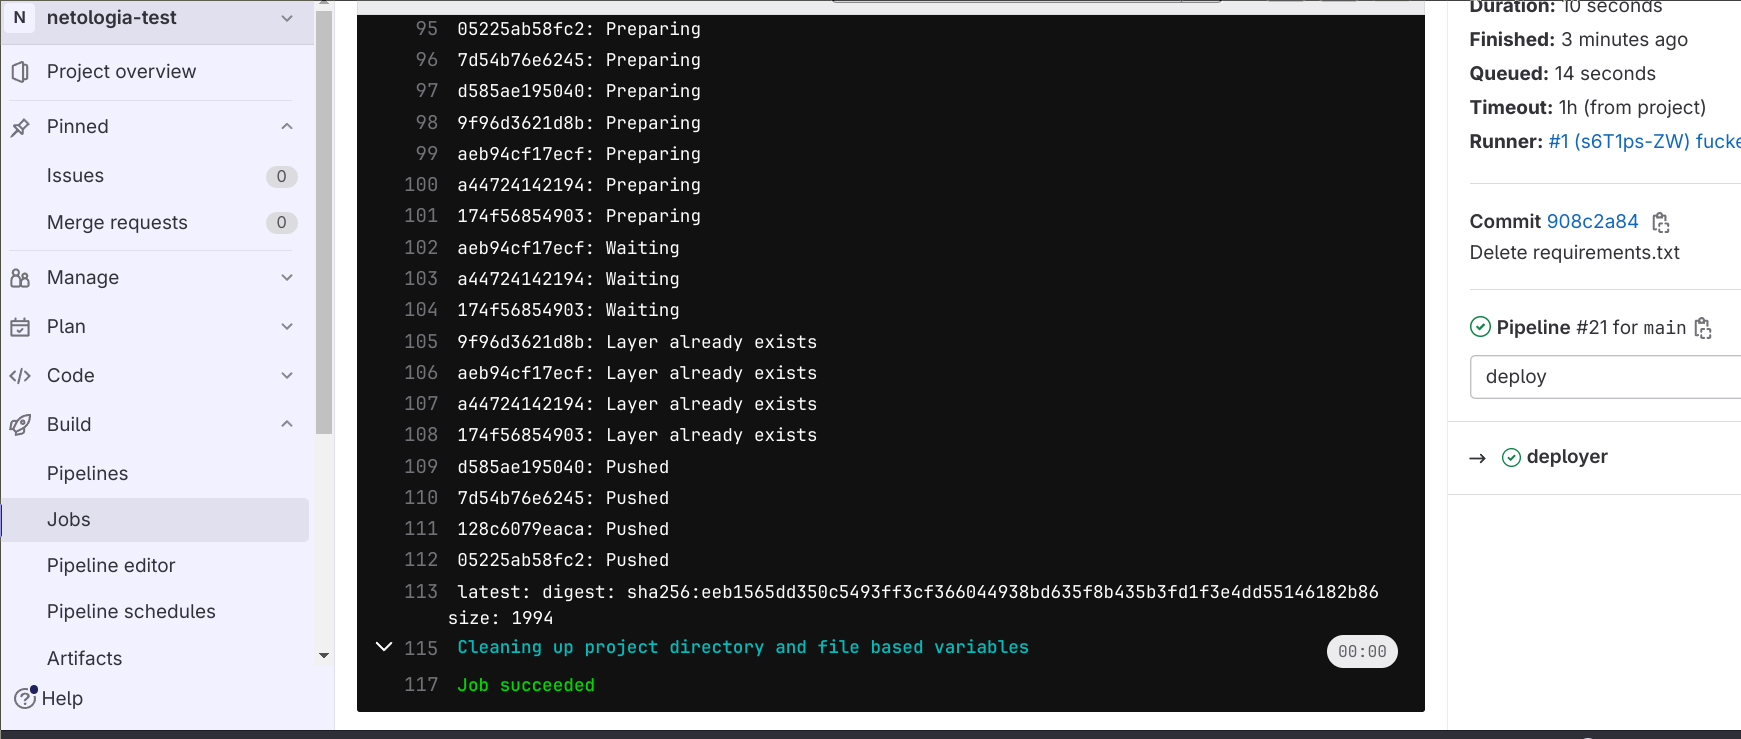 N netologia-test
Project overview
Pinned
Issues 0
Merge requests 0
Manage
Plan
Code
Build
Pipelines
Jobs
Pipeline editor
Pipeline schedules
Artifacts
Help
95 05225ab58fc2: Preparing
96 7d54b76e6245: Preparing
97 d585ae195040: Preparing
98 9f96d3621d8b: Preparing
99 aeb94cf17ecf: Preparing
100 a44724142194: Preparing
101 174f56854903: Preparing
102 aeb94cf17ecf: Waiting
103 a44724142194: Waiting
104 174f56854903: Waiting
105 9f96d3621d8b: Layer already exists
106 aeb94cf17ecf: Layer already exists
107 a44724142194: Layer already exists
108 174f56854903: Layer already exists
109 d585ae195040: Pushed
110 7d54b76e6245: Pushed
111 128c6079eaca: Pushed
112 05225ab58fc2: Pushed
113 latest: digest: sha256:eeb1565dd350c5493ff3cf366044938bd635f8b435b3fd1f3e4dd55146182b86
size: 1994
115 Cleaning up project directory and file based variables 00:00
117 Job succeeded
Duration: 10 seconds
Finished: 3 minutes ago
Queued: 14 seconds
Timeout: 1h (from project)
Runner: #1 (s6T1ps-ZW) fucke
Commit 908c2a84
Delete requirements.txt
Pipeline #21 for main
deploy
→ deployer